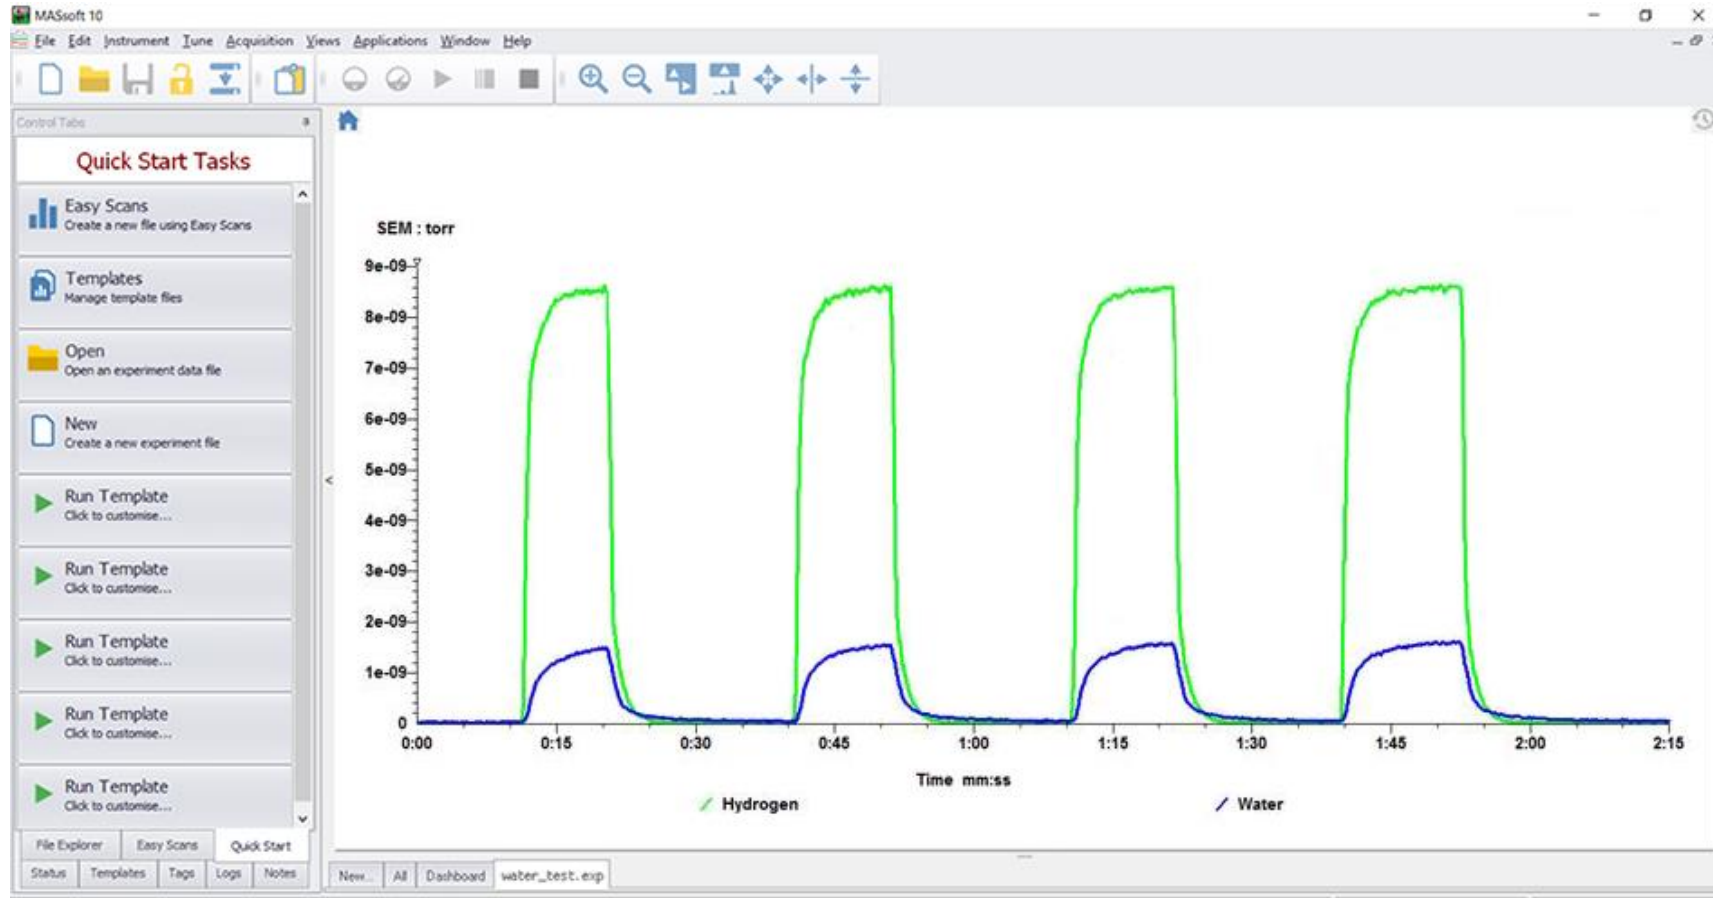 MASsoft 10
File Edit Instrument Tune Acquisition Views Applications Window Help
Control Tabs
Quick Start Tasks
Easy Scans
Create a new file using Easy Scans
Templates
Manage template files
Open
Open an experiment data file
New
Create a new experiment file
Run Template
Click to customise...
Run Template
Click to customise...
Run Template
Click to customise...
Run Template
Click to customise...
Run Template
Click to customise...
File Explorer Easy Scans Quick Start
Status Templates Tags Logs Notes
SEM : torr
9e-09
8e-09
7e-09
6e-09
5e-09
4e-09
3e-09
2e-09
1e-09
0
0:00 0:15 0:30 0:45 1:00 1:15 1:30 1:45 2:00 2:15
Time mm:ss
Hydrogen Water
New... All Dashboard water_test.exp